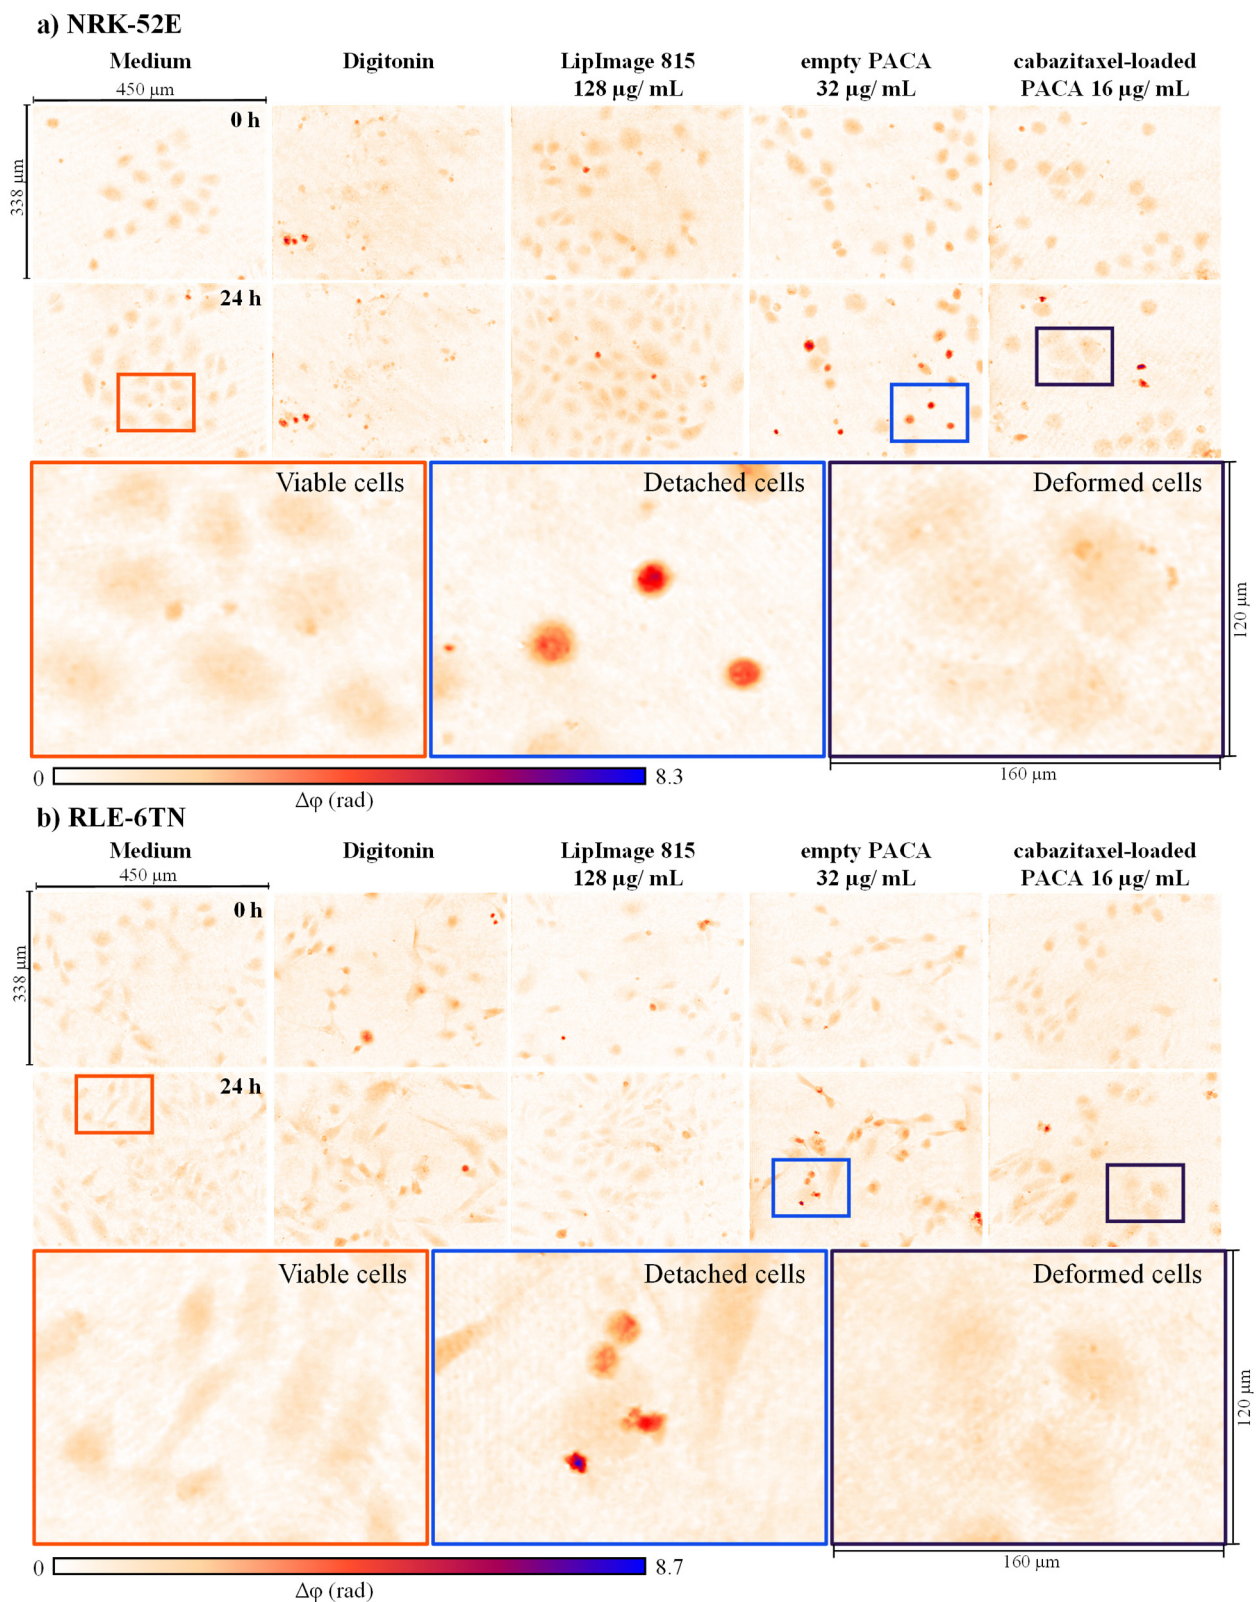 a) NRK-52E
Medium
Digitonin
LipImage 815
128 µg/ mL
empty PACA
32 µg/ mL
cabazitaxel-loaded
PACA 16 µg/ mL
450 µm
338 µm
0 h
24 h
Viable cells
Detached cells
Deformed cells
120 µm
0
8.3
Δφ (rad)
160 µm
b) RLE-6TN
Medium
Digitonin
LipImage 815
128 µg/ mL
empty PACA
32 µg/ mL
cabazitaxel-loaded
PACA 16 µg/ mL
450 µm
338 µm
0 h
24 h
Viable cells
Detached cells
Deformed cells
120 µm
0
8.7
Δφ (rad)
160 µm